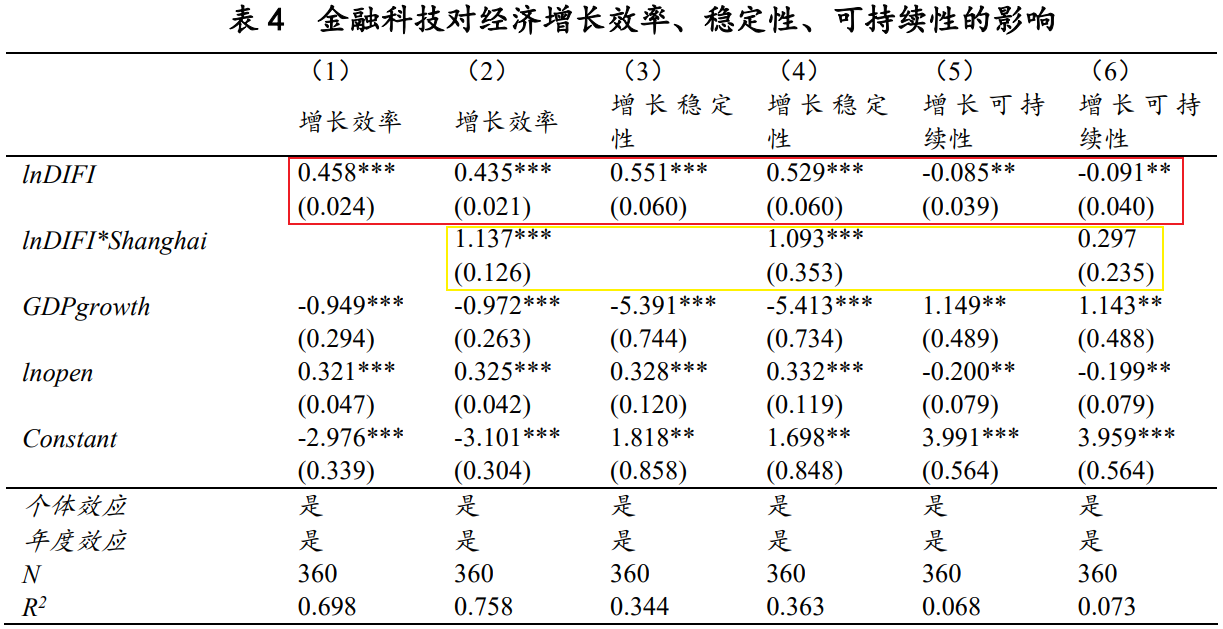 表 4 金融科技对经济增长效率、稳定性、可持续性的影响
（1） （2） （3） （4） （5） （6）
增长效率 增长效率 增长稳定性 增长稳定性 增长可持续性 增长可持续性
lnDIFI 0.458*** 0.435*** 0.551*** 0.529*** -0.085** -0.091**
(0.024) (0.021) (0.060) (0.060) (0.039) (0.040)
lnDIFI*Shanghai 1.137*** 1.093*** 0.297
(0.126) (0.353) (0.235)
GDPgrowth -0.949*** -0.972*** -5.391*** -5.413*** 1.149** 1.143**
(0.294) (0.263) (0.744) (0.734) (0.489) (0.488)
lnopen 0.321*** 0.325*** 0.328*** 0.332*** -0.200** -0.199**
(0.047) (0.042) (0.120) (0.119) (0.079) (0.079)
Constant -2.976*** -3.101*** 1.818** 1.698** 3.991*** 3.959***
(0.339) (0.304) (0.858) (0.848) (0.564) (0.564)
个体效应 是 是 是 是 是 是
年度效应 是 是 是 是 是 是
N 360 360 360 360 360 360
R2 0.698 0.758 0.344 0.363 0.068 0.073